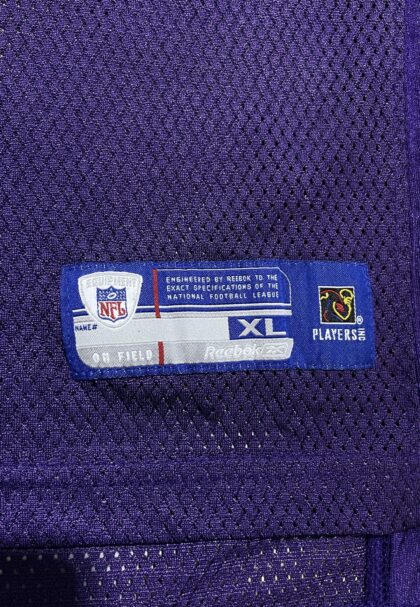 EQUIPMENT
NFL
ENGINEERED BY REEBOK TO THE
EXACT SPECIFICATIONS OF THE
NATIONAL FOOTBALL LEAGUE
NAME#
XL
ON FIELD
Reebok
PLAYERS INC